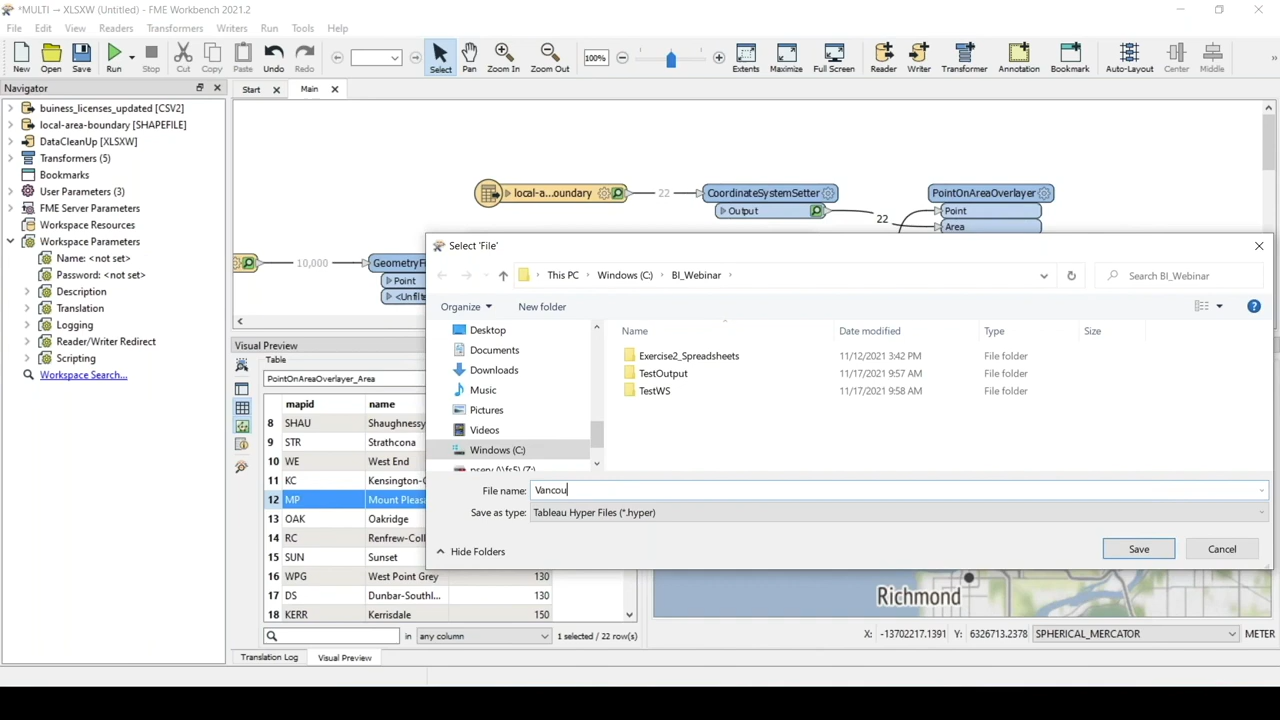 *MULTI → XLSXW (Untitled) - FME Workbench 2021.2
File Edit View Readers Transformers Writers Run Tools Help
New Open Save Run Stop Cut Copy Paste Undo Redo Select Pan Zoom In Zoom Out 100% Extents Maximize Full Screen Reader Writer Transformer Annotation Bookmark Auto-Layout Center Middle
Navigator
Start Main
buiness_licenses_updated [CSV2]
local-area-boundary [SHAPEFILE]
DataCleanUp [XLSXW]
Transformers (5)
Bookmarks
User Parameters (3)
FME Server Parameters
Workspace Resources
Workspace Parameters
Name: <not set>
Password: <not set>
Description
Translation
Logging
Reader/Writer Redirect
Scripting
Workspace Search...
local-a...oundary 22 CoordinateSystemSetter PointOnAreaOverlayer
Output 22 Point
Area
10,000 GeometryFi
Point
<Unfilte
Visual Preview
Table
PointOnAreaOverlayer_Area
mapid name
8 SHAU Shaughnessy
9 STR Strathcona
10 WE West End
11 KC Kensington-C
12 MP Mount Pleasa
13 OAK Oakridge
14 RC Renfrew-Coll
15 SUN Sunset
16 WPG West Point Grey 130
17 DS Dunbar-Southl... 130
18 KERR Kerrisdale 150
in any column 1 selected / 22 row(s)
Translation Log Visual Preview
Select 'File'
This PC Windows (C:) BI_Webinar
Search BI_Webinar
Organize New folder
Desktop
Documents
Downloads
Music
Pictures
Videos
Windows (C:)
pserv (\\fs5) (Z:)
Name Date modified Type Size
Exercise2_Spreadsheets 11/12/2021 3:42 PM File folder
TestOutput 11/17/2021 9:57 AM File folder
TestWS 11/17/2021 9:58 AM File folder
File name: Vancou
Save as type: Tableau Hyper Files (*.hyper)
Hide Folders Save Cancel
Richmond
X: -13702217.1391 Y: 6326713.2378 SPHERICAL_MERCATOR METER